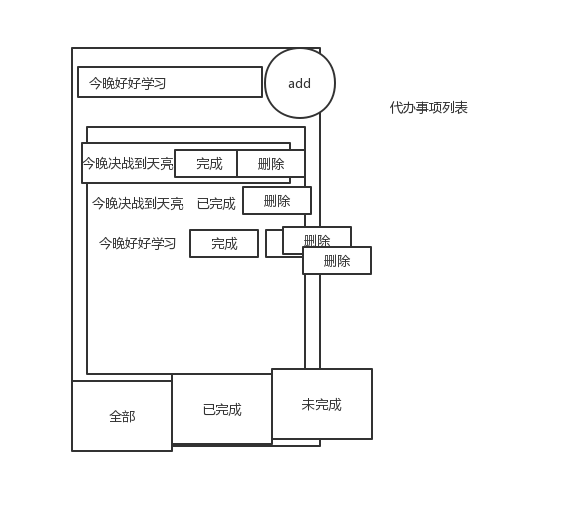 今晚好好学习 add
代办事项列表
今晚决战到天亮 完成 删除
今晚决战到天亮 已完成 删除
今晚好好学习 完成 删除
删除
全部 已完成 未完成